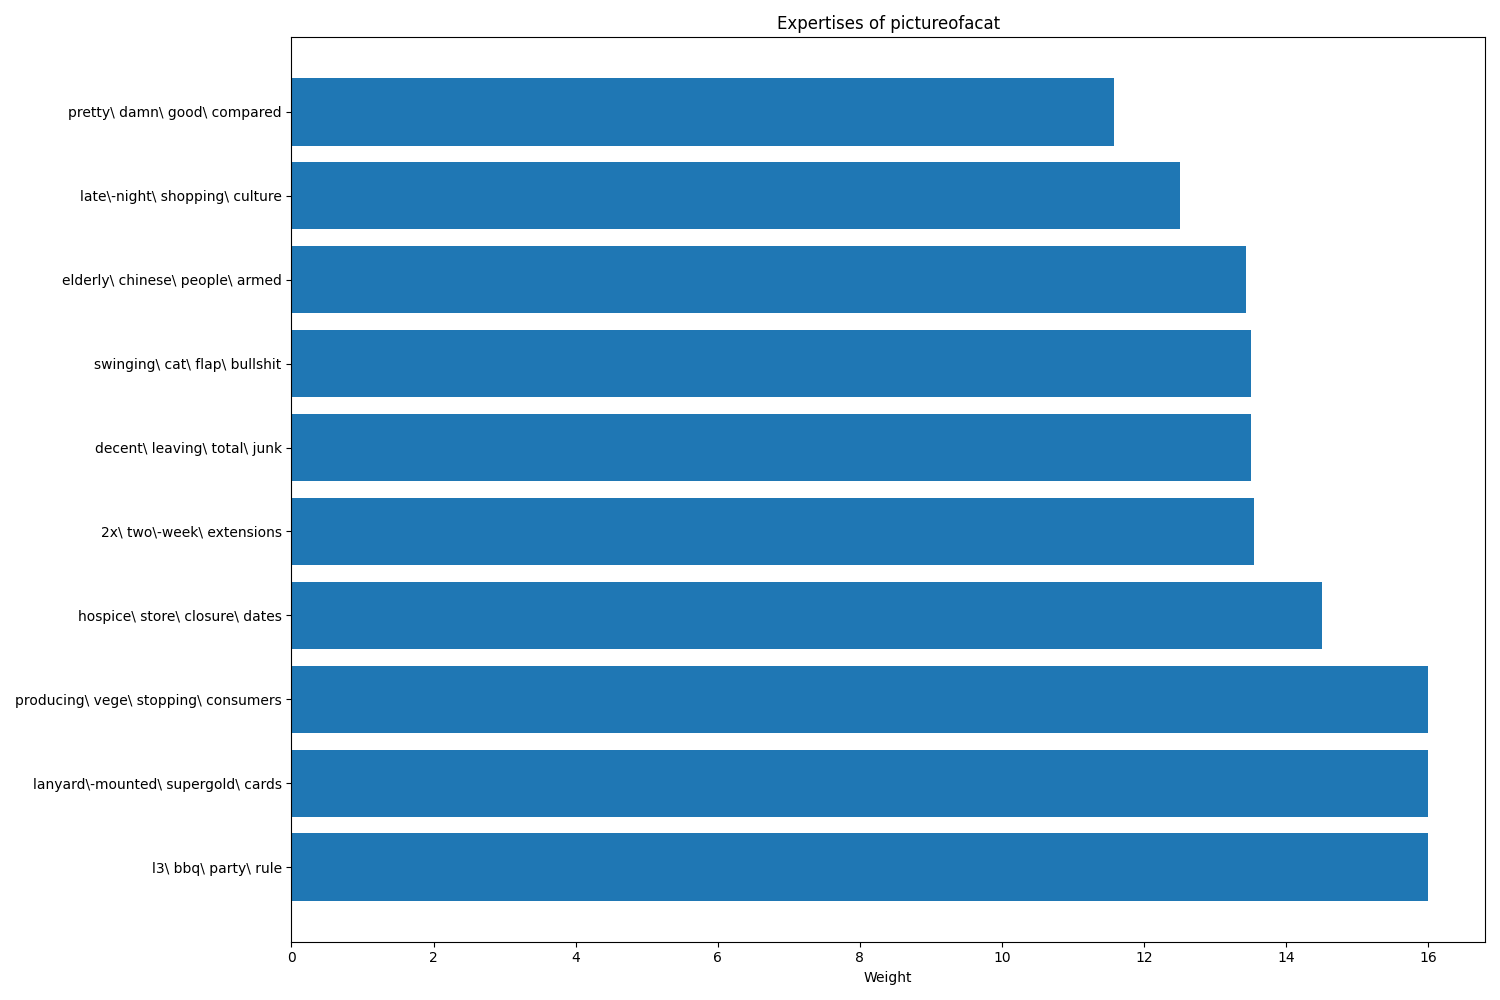 Expertises of pictureofacat
pretty\ damn\ good\ compared
late\-night\ shopping\ culture
elderly\ chinese\ people\ armed
swinging\ cat\ flap\ bullshit
decent\ leaving\ total\ junk
2x\ two\-week\ extensions
hospice\ store\ closure\ dates
producing\ vege\ stopping\ consumers
lanyard\-mounted\ supergold\ cards
l3\ bbq\ party\ rule
0 2 4 6 8 10 12 14 16
Weight